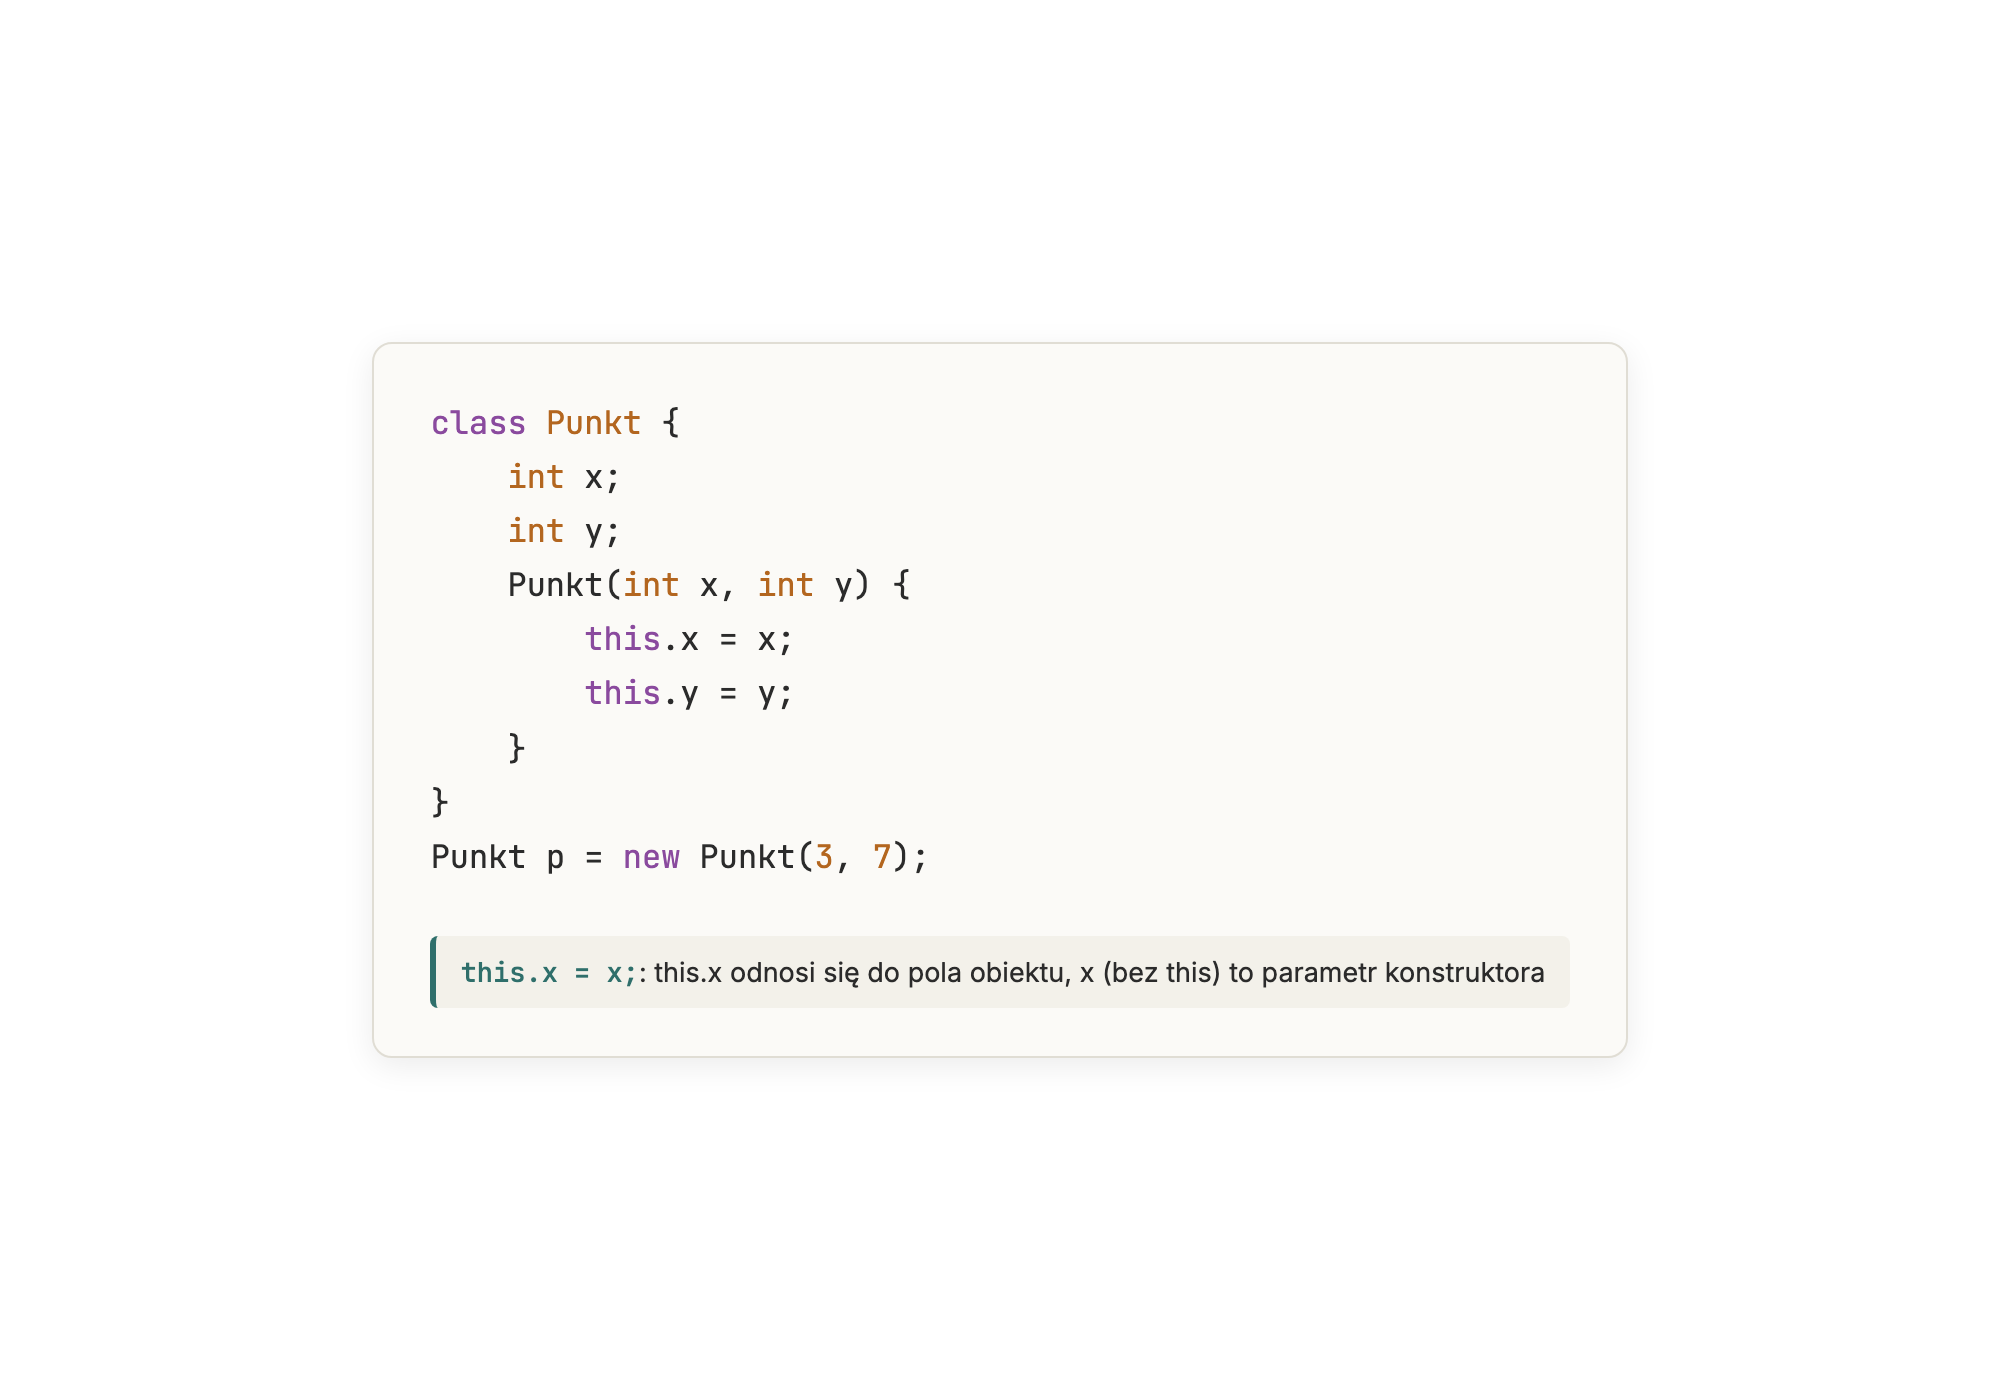 class Punkt {
    int x;
    int y;
    Punkt(int x, int y) {
        this.x = x;
        this.y = y;
    }
}
Punkt p = new Punkt(3, 7);
this.x = x;: this.x odnosi się do pola obiektu, x (bez this) to parametr konstruktora